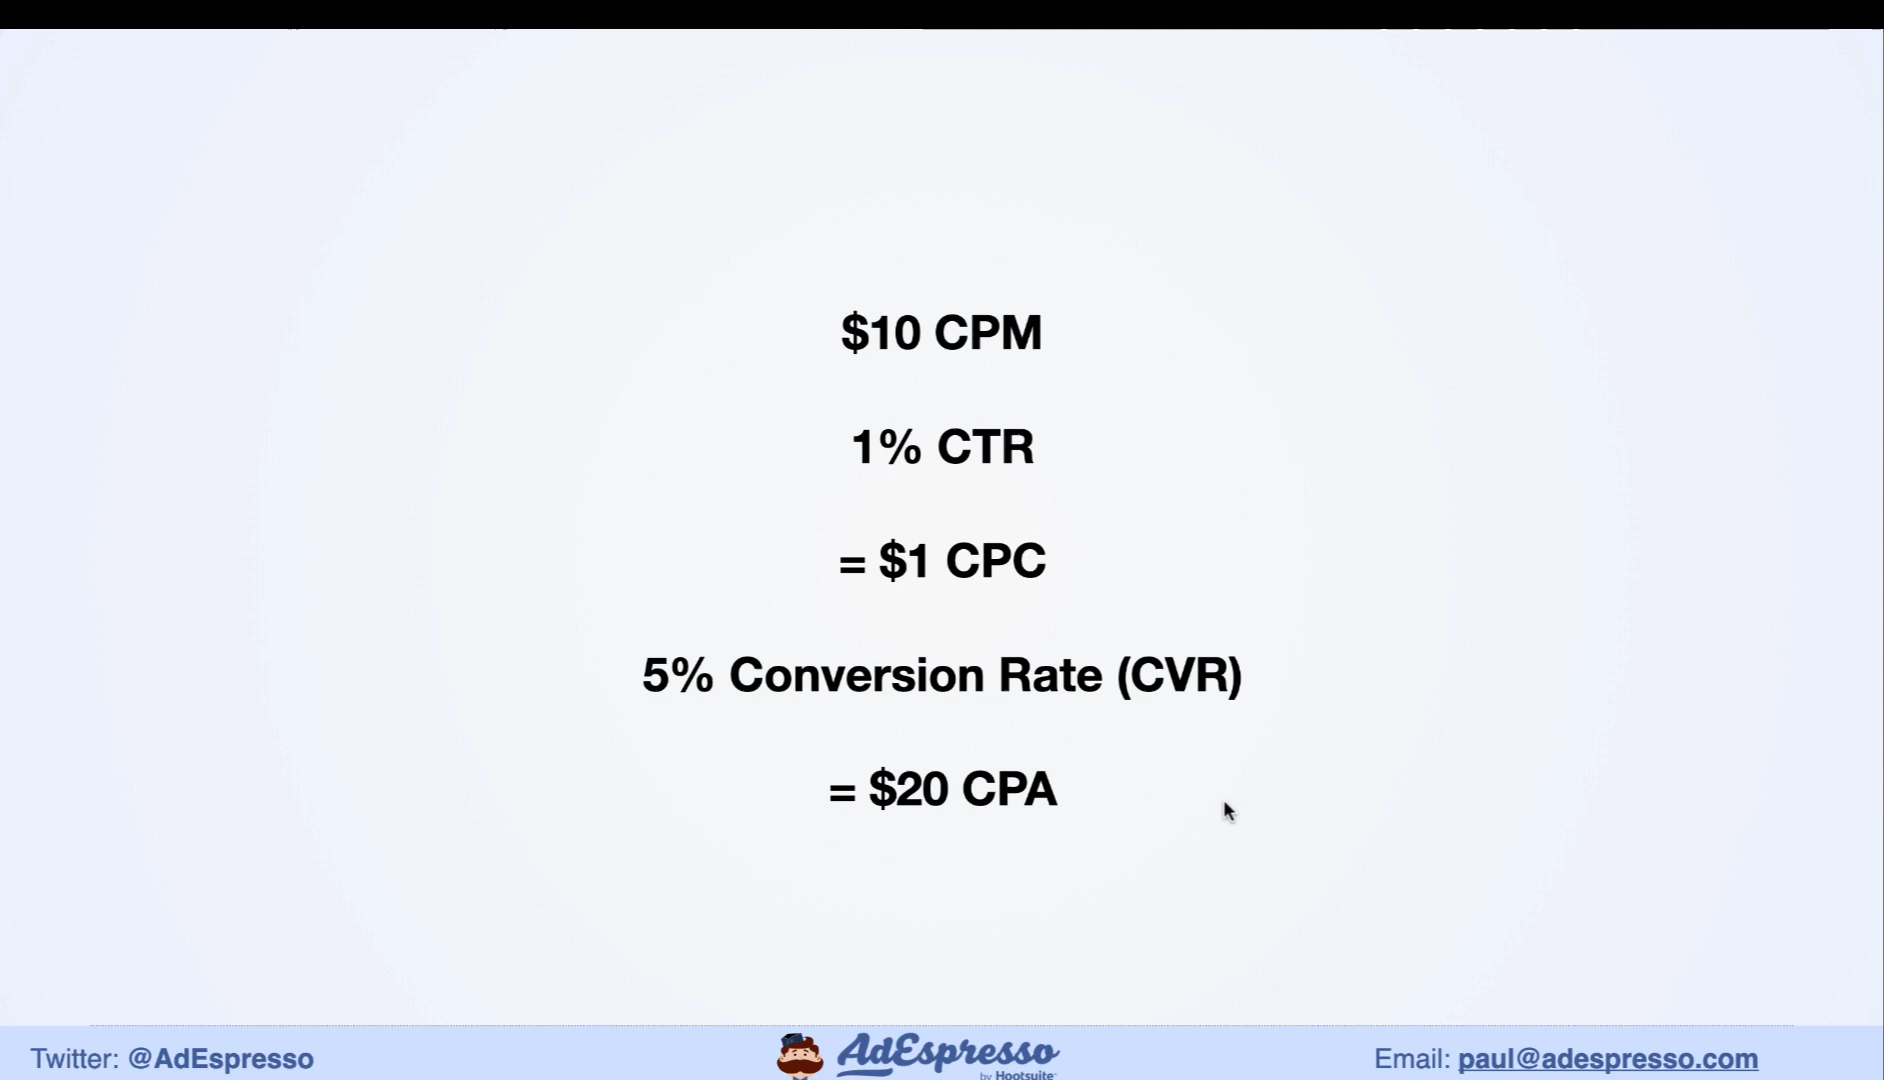 $10 CPM
1% CTR
= $1 CPC
5% Conversion Rate (CVR)
= $20 CPA
Twitter: @AdEspresso
AdEspresso
by Hootsuite
Email: paul@adespresso.com